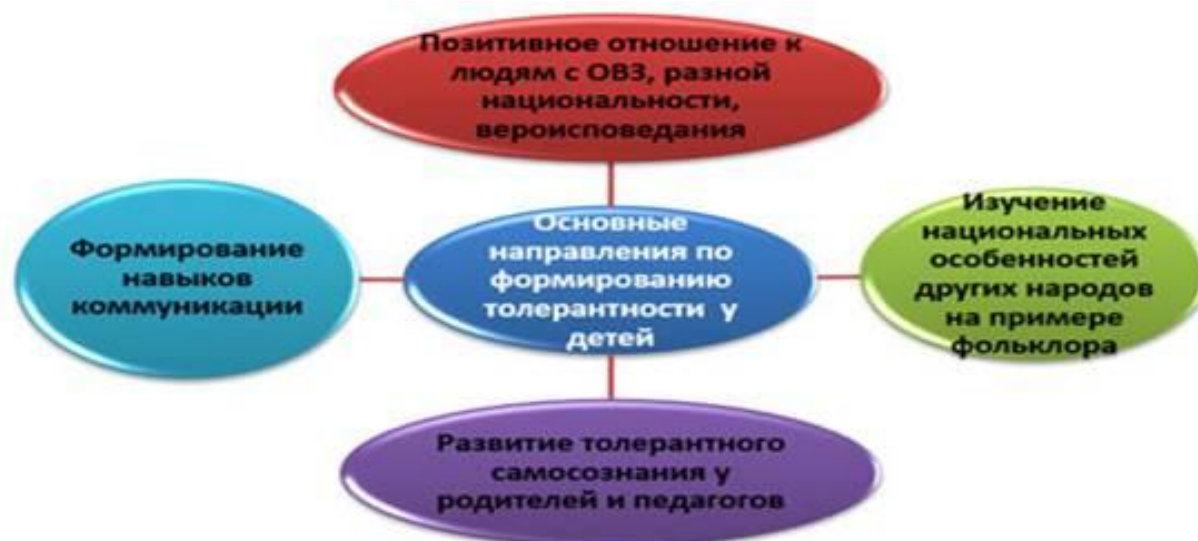 Позитивное отношение к
людям с ОВЗ, разной
национальности,
вероисповедания
Формирование
навыков
коммуникации
Основные
направления по
формированию
толерантности у
детей
Изучение
национальных
особенностей
других народов
на примере
фольклора
Развитие толерантного
самосознания у
родителей и педагогов